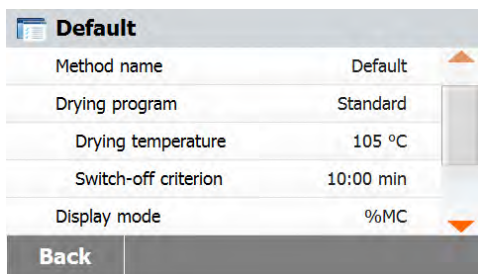 Default
Method name Default
Drying program Standard
Drying temperature 105 °C
Switch-off criterion 10:00 min
Display mode %MC
Back